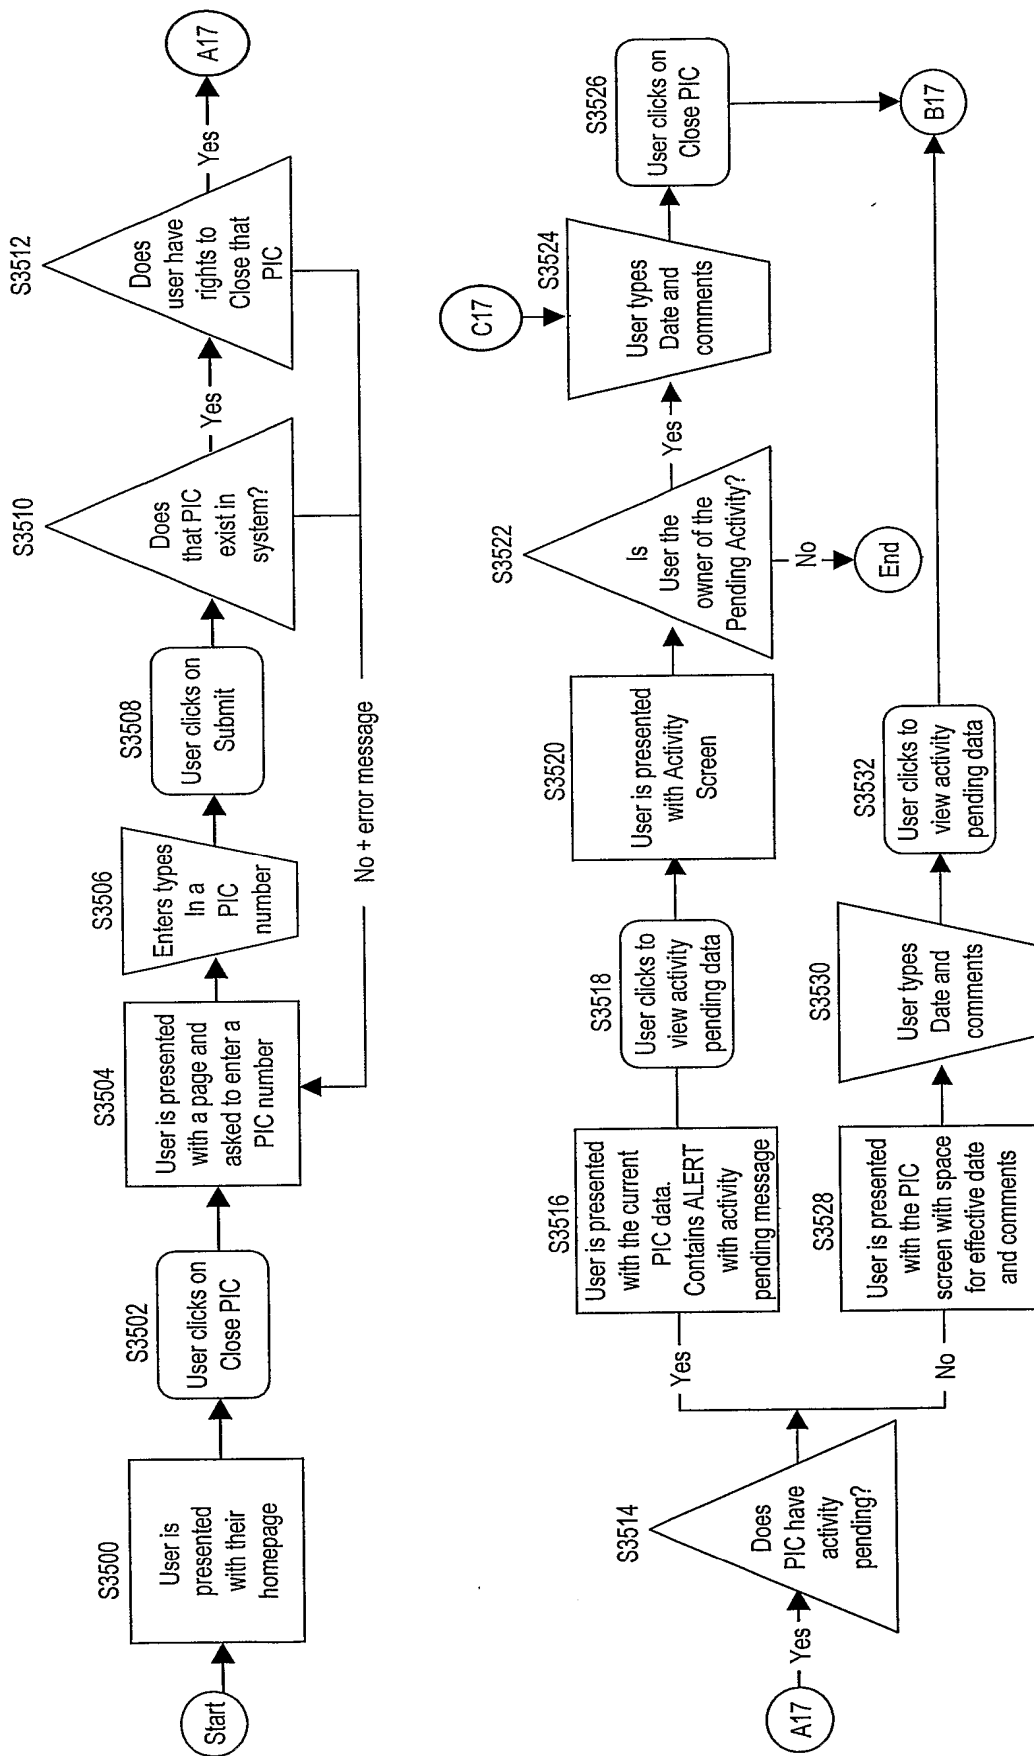 Start
S3500
User is
presented
with their
homepage
S3502
User clicks on
Close PIC
S3504
User is presented
with a page and
asked to enter a
PIC number
S3506
Enters types
In a
PIC
number
S3508
User clicks on
Submit
S3510
Does
that PIC
exist in
system?
Yes
S3512
Does
user have
rights to
Close that
PIC
Yes
A17
No + error message
A17
Yes
S3514
Does
PIC have
activity
pending?
Yes
S3516
User is presented
with the current
PIC data.
Contains ALERT
with activity
pending message
S3518
User clicks to
view activity
pending data
S3520
User is presented
with Activity
Screen
S3522
Is
User the
owner of the
Pending Activity?
Yes
No
End
C17
S3524
User types
Date and
comments
S3526
User clicks on
Close PIC
No
S3528
User is presented
with the PIC
screen with space
for effective date
and comments
S3530
User types
Date and
comments
S3532
User clicks to
view activity
pending data
B17